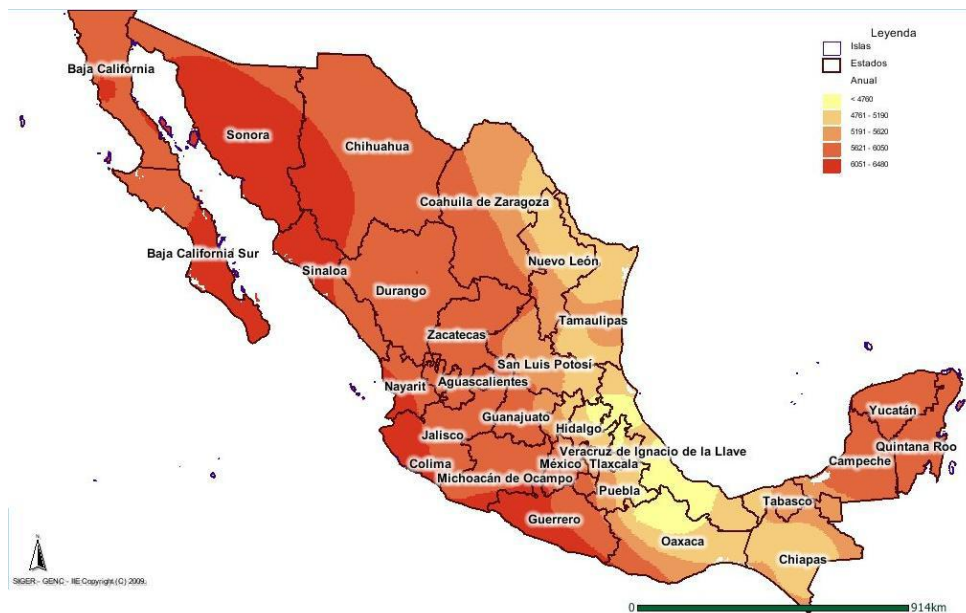 Leyenda
Islas
Estados
Anual
< 4760
4761 - 5190
5191 - 5620
5621 - 6050
6051 - 6480
Baja California
Sonora
Chihuahua
Coahuila de Zaragoza
Baja California Sur
Sinaloa
Nuevo León
Durango
Tamaulipas
Zacatecas
San Luis Potosí
Nayarit
Aguascalientes
Guanajuato
Hidalgo
Yucatán
Jalisco
Veracruz de Ignacio de la Llave
Quintana Roo
Colima
México
Tlaxcala
Campeche
Michoacán de Ocampo
Puebla
Tabasco
Guerrero
Oaxaca
Chiapas
N
SIGER - GENC - IIE Copyright (C) 2009.
0
914km